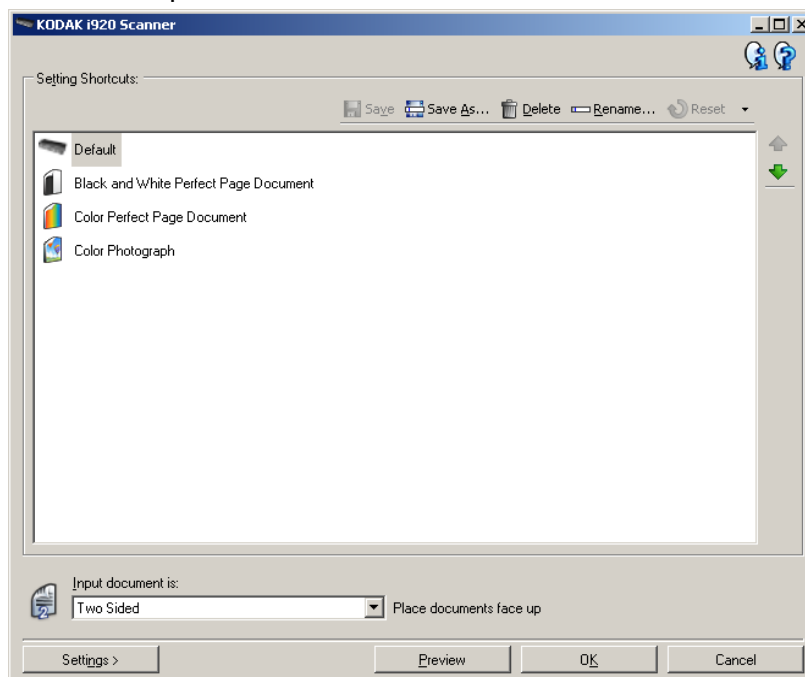 KODAK i920 Scanner
Setting Shortcuts:
Save Save As... Delete Rename... Reset
Default
Black and White Perfect Page Document
Color Perfect Page Document
Color Photograph
Input document is:
Two Sided Place documents face up
Settings > Preview OK Cancel